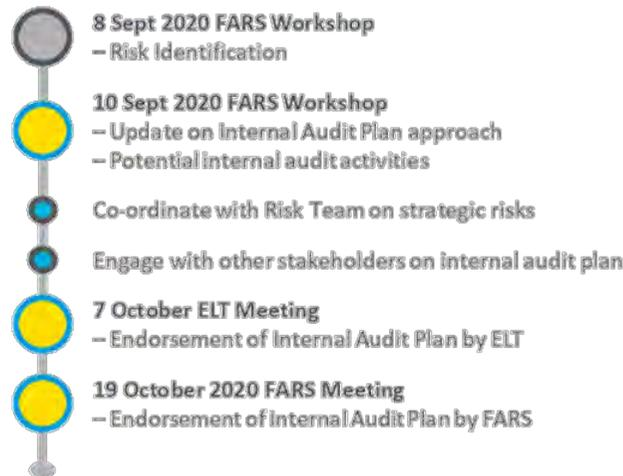 8 Sept 2020 FARS Workshop
– Risk Identification
10 Sept 2020 FARS Workshop
– Update on Internal Audit Plan approach
– Potential internal audit activities
Co-ordinate with Risk Team on strategic risks
Engage with other stakeholders on internal audit plan
7 October ELT Meeting
– Endorsement of Internal Audit Plan by ELT
19 October 2020 FARS Meeting
– Endorsement of Internal Audit Plan by FARS